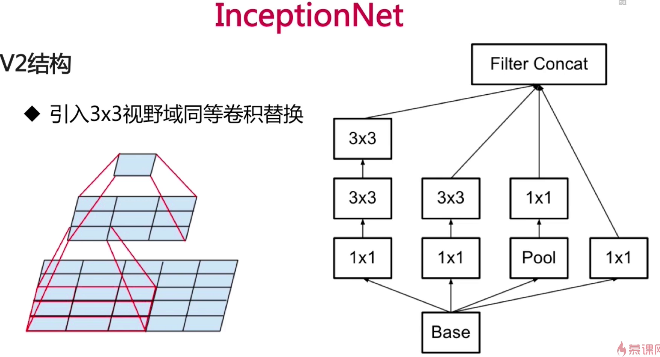 InceptionNet
V2结构
◆ 引入3x3视野域同等卷积替换
Filter Concat
3x3
3x3
3x3
1x1
1x1
1x1
Pool
1x1
Base
慕课网